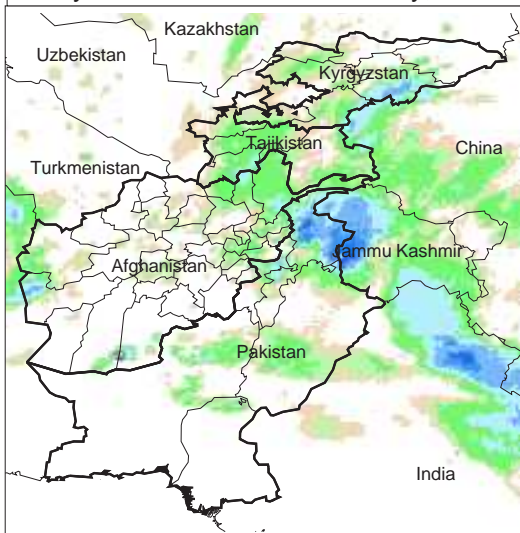 Kazakhstan
Uzbekistan
Kyrgyzstan
Tajikistan
China
Turkmenistan
Jammu Kashmir
Afghanistan
Pakistan
India